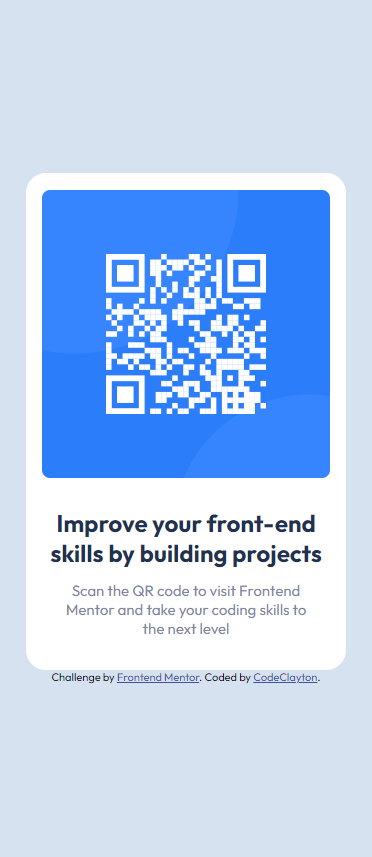 Improve your front-end
skills by building projects
Scan the QR code to visit Frontend
Mentor and take your coding skills to
the next level
Challenge by Frontend Mentor. Coded by CodeClayton.